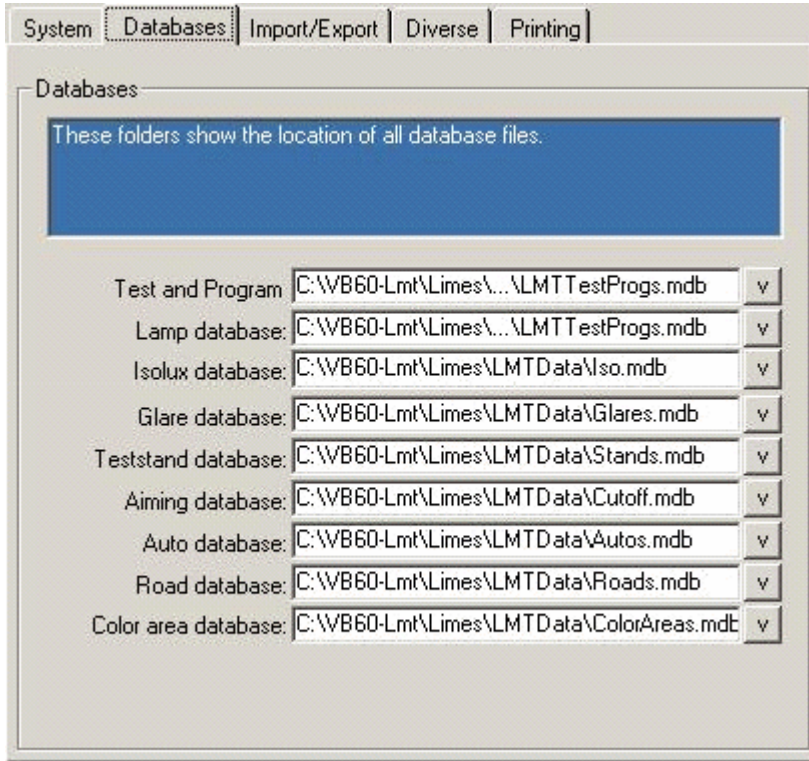 System Databases Import/Export Diverse Printing
Databases
These folders show the location of all database files.
Test and Program C:\VB60-Lmt\Limes\...\LMTTestProgs.mdb v
Lamp database: C:\VB60-Lmt\Limes\...\LMTTestProgs.mdb v
Isolux database: C:\VB60-Lmt\Limes\LMTData\Iso.mdb v
Glare database: C:\VB60-Lmt\Limes\LMTData\Glares.mdb v
Teststand database: C:\VB60-Lmt\Limes\LMTData\Stands.mdb v
Aiming database: C:\VB60-Lmt\Limes\LMTData\Cutoff.mdb v
Auto database: C:\VB60-Lmt\Limes\LMTData\Autos.mdb v
Road database: C:\VB60-Lmt\Limes\LMTData\Roads.mdb v
Color area database: C:\VB60-Lmt\Limes\LMTData\ColorAreas.mdb v